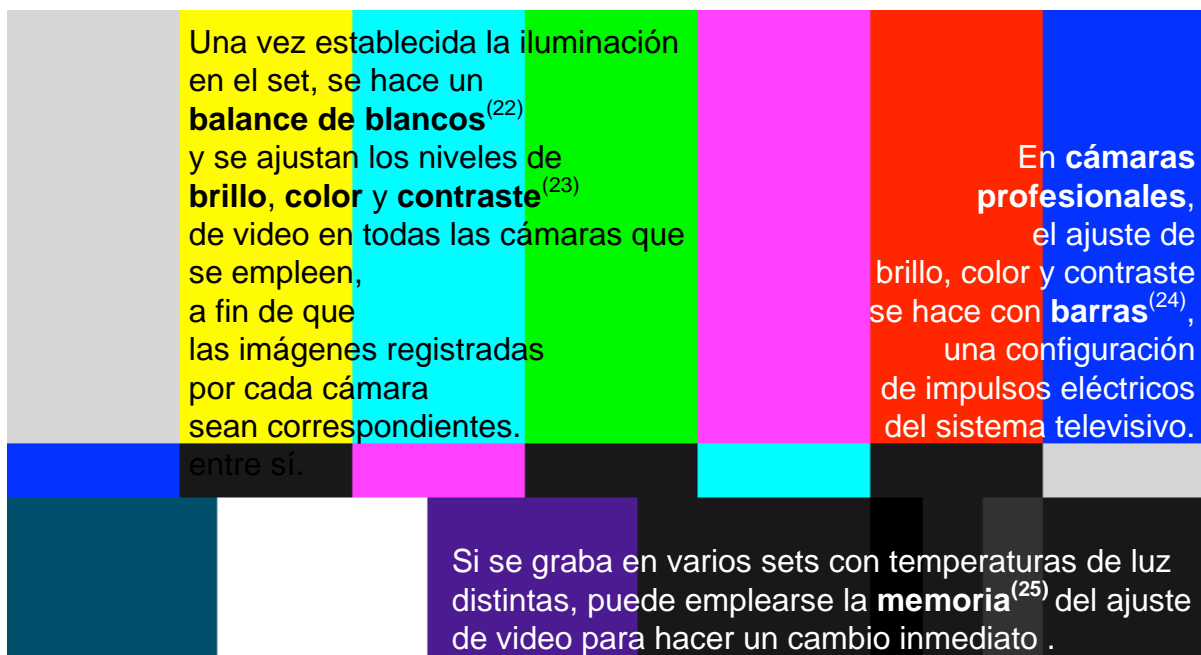 Una vez establecida la iluminación
en el set, se hace un
balance de blancos(22)
y se ajustan los niveles de
brillo, color y contraste(23)
de video en todas las cámaras que
se empleen,
a fin de que
las imágenes registradas
por cada cámara
sean correspondientes.
entre sí.
En cámaras
profesionales,
el ajuste de
brillo, color y contraste
se hace con barras(24),
una configuración
de impulsos eléctricos
del sistema televisivo.
Si se graba en varios sets con temperaturas de luz
distintas, puede emplearse la memoria(25) del ajuste
de video para hacer un cambio inmediato .